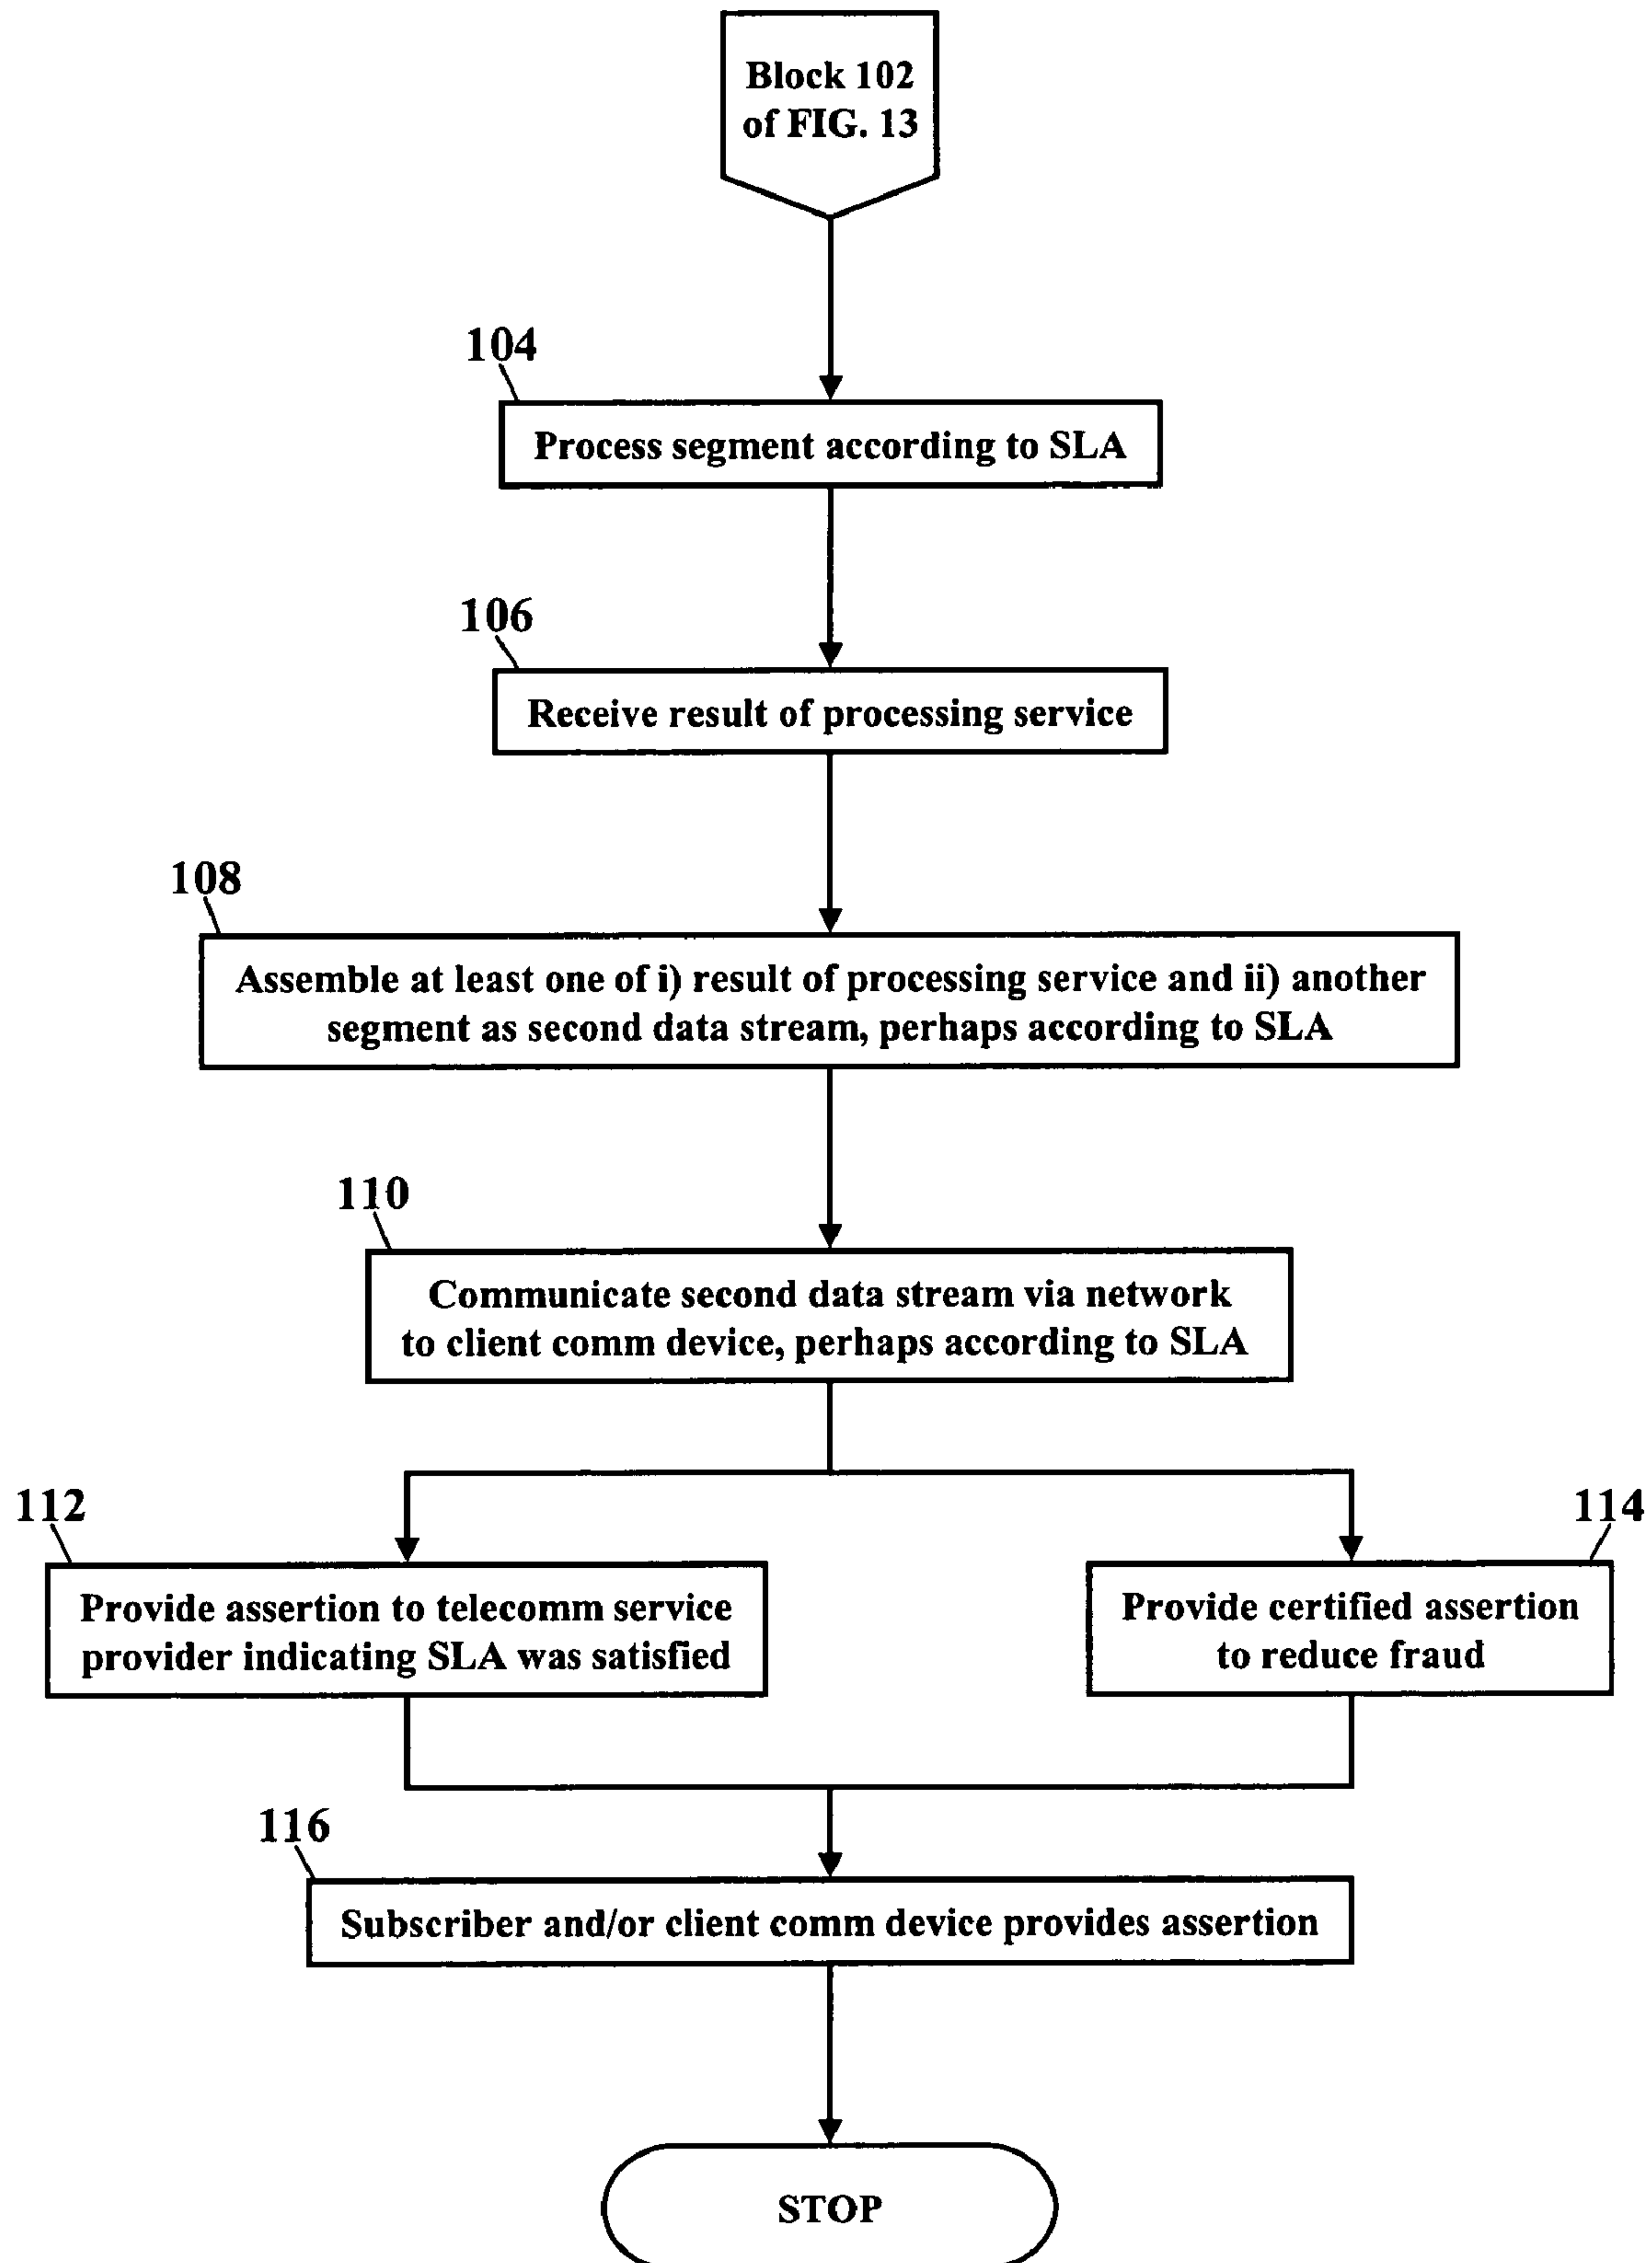 Block 102
of FIG. 13
104
Process segment according to SLA
106
Receive result of processing service
108
Assemble at least one of i) result of processing service and ii) another
segment as second data stream, perhaps according to SLA
110
Communicate second data stream via network
to client comm device, perhaps according to SLA
112
Provide assertion to telecomm service
provider indicating SLA was satisfied
114
Provide certified assertion
to reduce fraud
116
Subscriber and/or client comm device provides assertion
STOP